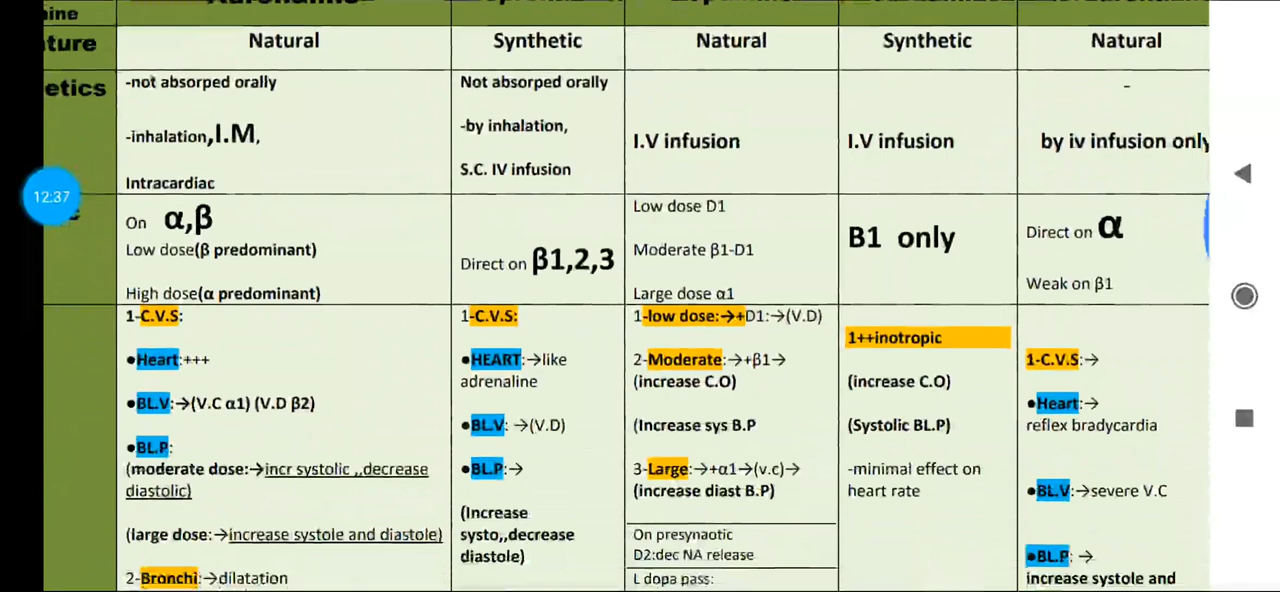 ine
ture
Natural
Synthetic
Natural
Synthetic
Natural
etics
-not absorped orally
-inhalation,I.M,
Intracardiac
Not absorped orally
-by inhalation,
S.C. IV infusion
I.V infusion
I.V infusion
-
by iv infusion only
12:37
On α,β
Low dose(β predominant)
High dose(α predominant)
Direct on β1,2,3
Low dose D1
Moderate β1-D1
Large dose α1
B1 only
Direct on α
Weak on β1
1-C.V.S:
●Heart:+++
●BL.V:→(V.C α1) (V.D β2)
●BL.P:
(moderate dose:→incr systolic ,,decrease
diastolic)
(large dose:→increase systole and diastole)
2-Bronchi:→dilatation
1-C.V.S:
●HEART:→like
adrenaline
●BL.V: →(V.D)
●BL.P:→
(Increase
systo,,decrease
diastole)
1-low dose:→+D1:→(V.D)
2-Moderate:→+β1→
(increase C.O)
(Increase sys B.P
3-Large:→+α1→(v.c)→
(increase diast B.P)
On presynaotic
D2:dec NA release
L dopa pass:
1++inotropic
(increase C.O)
(Systolic BL.P)
-minimal effect on
heart rate
1-C.V.S:→
●Heart:→
reflex bradycardia
●BL.V:→severe V.C
●BL.P: →
increase systole and